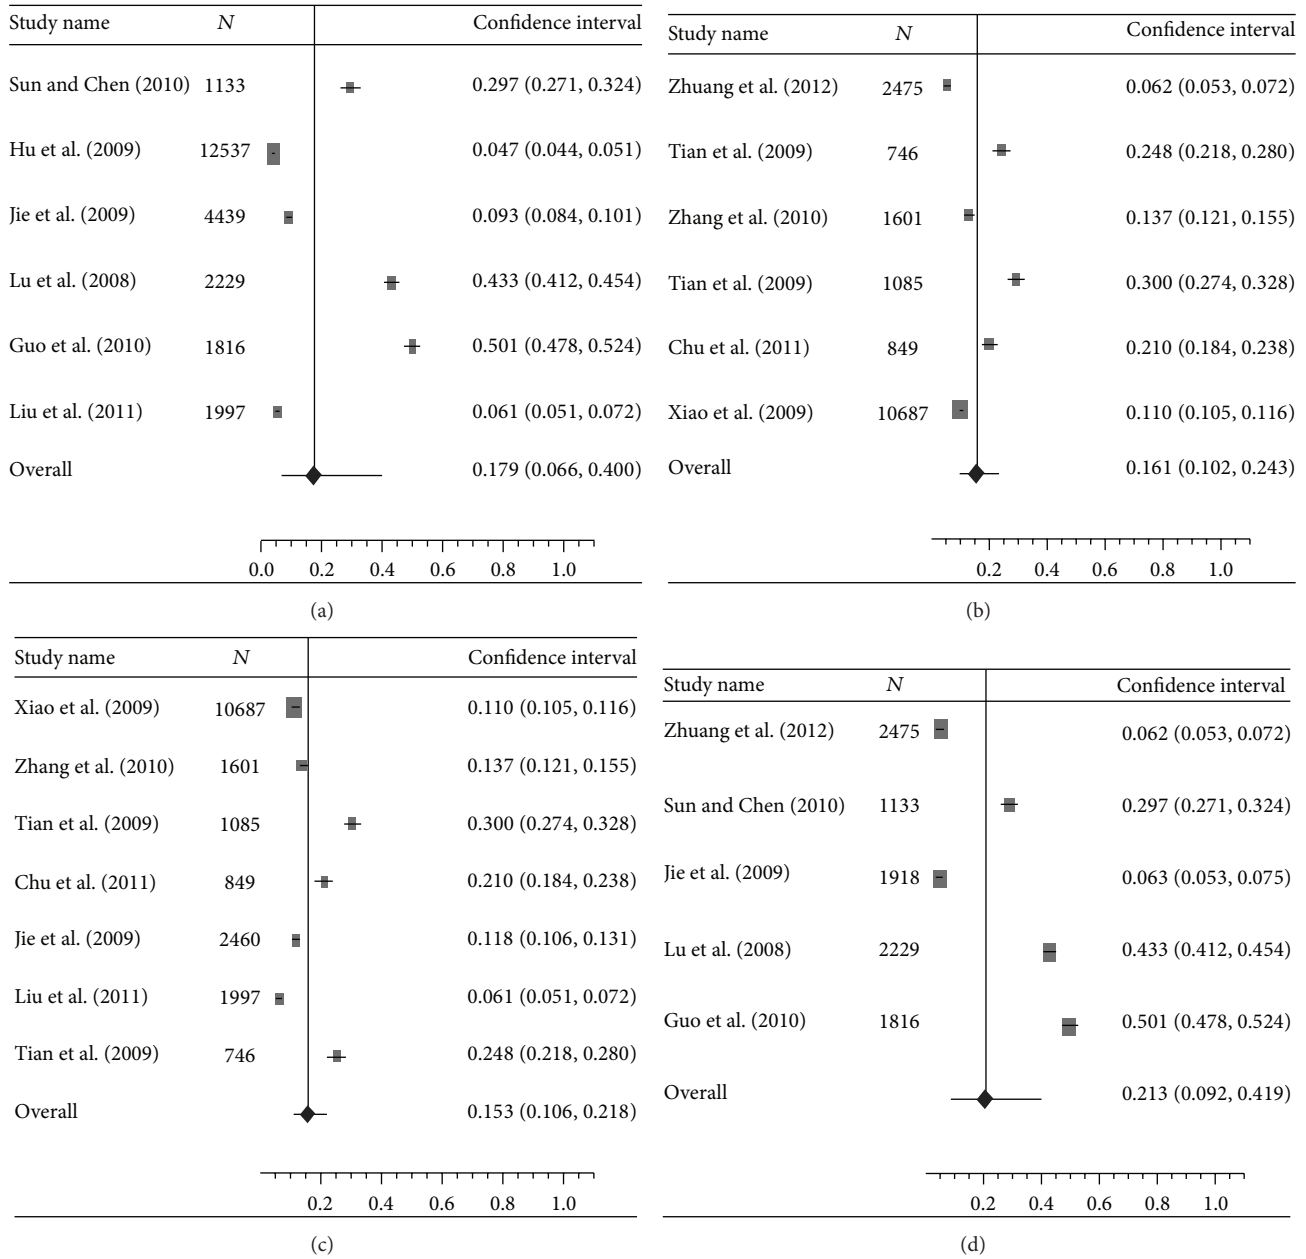 Study name N Confidence interval
Sun and Chen (2010) 1133 0.297 (0.271, 0.324)
Hu et al. (2009) 12537 0.047 (0.044, 0.051)
Jie et al. (2009) 4439 0.093 (0.084, 0.101)
Lu et al. (2008) 2229 0.433 (0.412, 0.454)
Guo et al. (2010) 1816 0.501 (0.478, 0.524)
Liu et al. (2011) 1997 0.061 (0.051, 0.072)
Overall 0.179 (0.066, 0.400)
0.0 0.2 0.4 0.6 0.8 1.0
(a)
Study name N Confidence interval
Zhuang et al. (2012) 2475 0.062 (0.053, 0.072)
Tian et al. (2009) 746 0.248 (0.218, 0.280)
Zhang et al. (2010) 1601 0.137 (0.121, 0.155)
Tian et al. (2009) 1085 0.300 (0.274, 0.328)
Chu et al. (2011) 849 0.210 (0.184, 0.238)
Xiao et al. (2009) 10687 0.110 (0.105, 0.116)
Overall 0.161 (0.102, 0.243)
0.2 0.4 0.6 0.8 1.0
(b)
Study name N Confidence interval
Xiao et al. (2009) 10687 0.110 (0.105, 0.116)
Zhang et al. (2010) 1601 0.137 (0.121, 0.155)
Tian et al. (2009) 1085 0.300 (0.274, 0.328)
Chu et al. (2011) 849 0.210 (0.184, 0.238)
Jie et al. (2009) 2460 0.118 (0.106, 0.131)
Liu et al. (2011) 1997 0.061 (0.051, 0.072)
Tian et al. (2009) 746 0.248 (0.218, 0.280)
Overall 0.153 (0.106, 0.218)
0.2 0.4 0.6 0.8 1.0
(c)
Study name N Confidence interval
Zhuang et al. (2012) 2475 0.062 (0.053, 0.072)
Sun and Chen (2010) 1133 0.297 (0.271, 0.324)
Jie et al. (2009) 1918 0.063 (0.053, 0.075)
Lu et al. (2008) 2229 0.433 (0.412, 0.454)
Guo et al. (2010) 1816 0.501 (0.478, 0.524)
Overall 0.213 (0.092, 0.419)
0.2 0.4 0.6 0.8 1.0
(d)